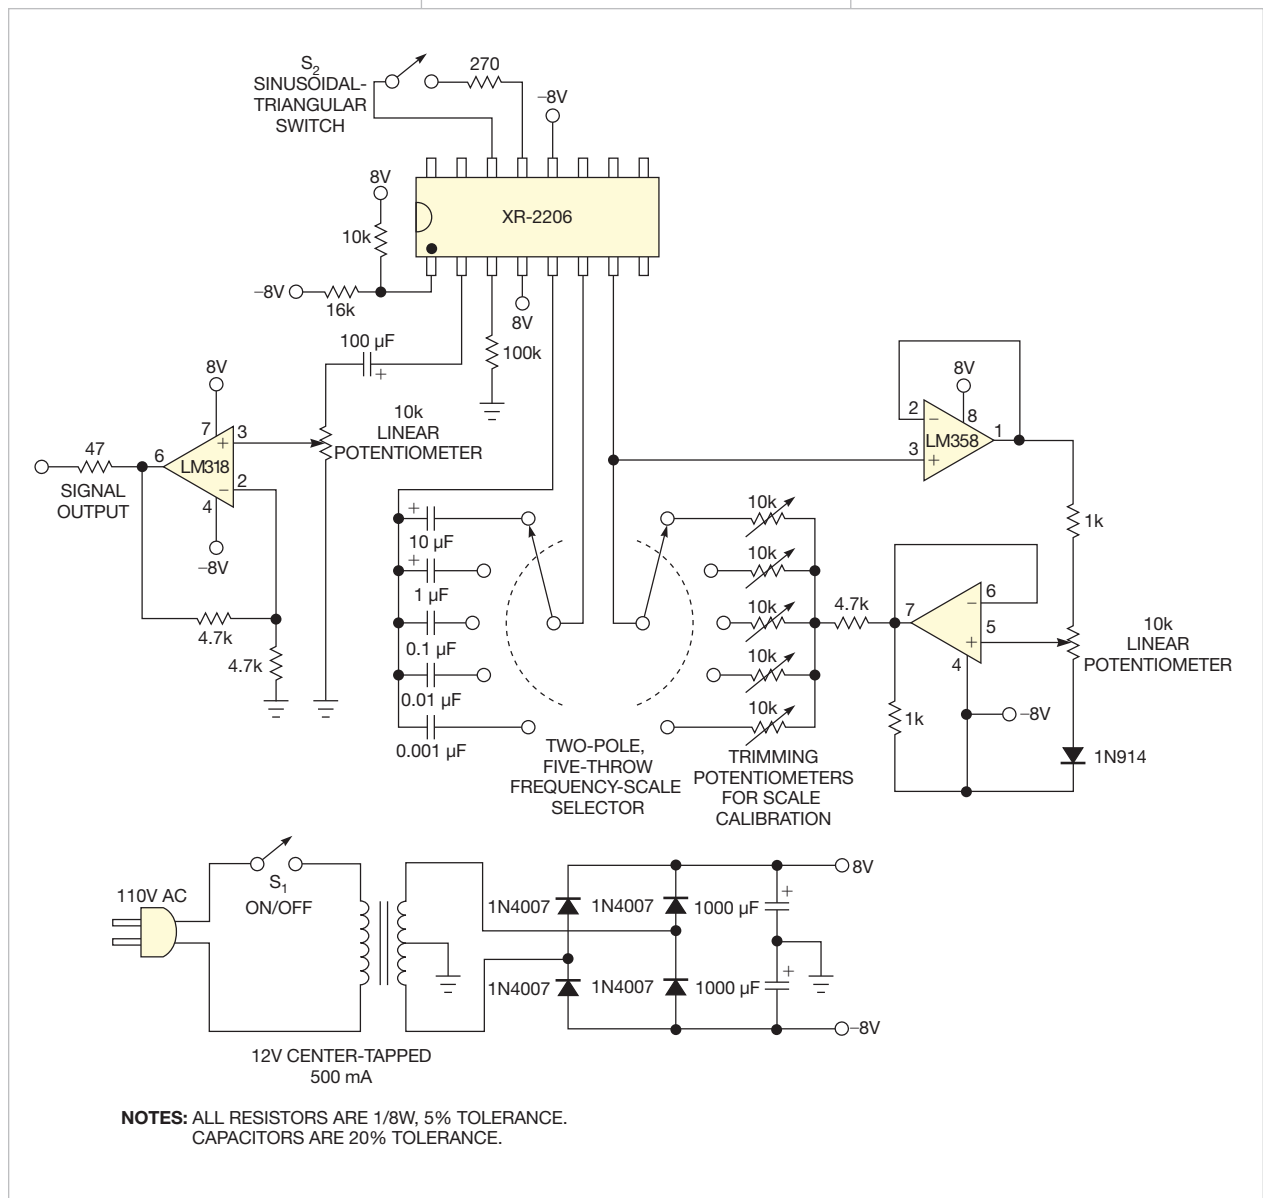 S2
SINUSOIDAL-
TRIANGULAR
SWITCH
270
–8V
8V
XR-2206
10k
–8V
16k
8V
100 µF
+
100k
8V
7
3
+
10k
LINEAR
POTENTIOMETER
47
6
LM318
SIGNAL
OUTPUT
–
2
4
–8V
4.7k
4.7k
8V
2
–
8
LM358
1
3
+
1k
+
10 µF
+
1 µF
0.1 µF
0.01 µF
0.001 µF
TWO-POLE,
FIVE-THROW
FREQUENCY-SCALE
SELECTOR
10k
10k
10k
10k
10k
TRIMMING
POTENTIOMETERS
FOR SCALE
CALIBRATION
4.7k
7
–
6
5
+
4
10k
LINEAR
POTENTIOMETER
1k
–8V
1N914
110V AC
S1
ON/OFF
12V CENTER-TAPPED
500 mA
1N4007
1N4007
1000 µF
+
8V
1N4007
1N4007
1000 µF
+
–8V
NOTES: ALL RESISTORS ARE 1/8W, 5% TOLERANCE.
CAPACITORS ARE 20% TOLERANCE.